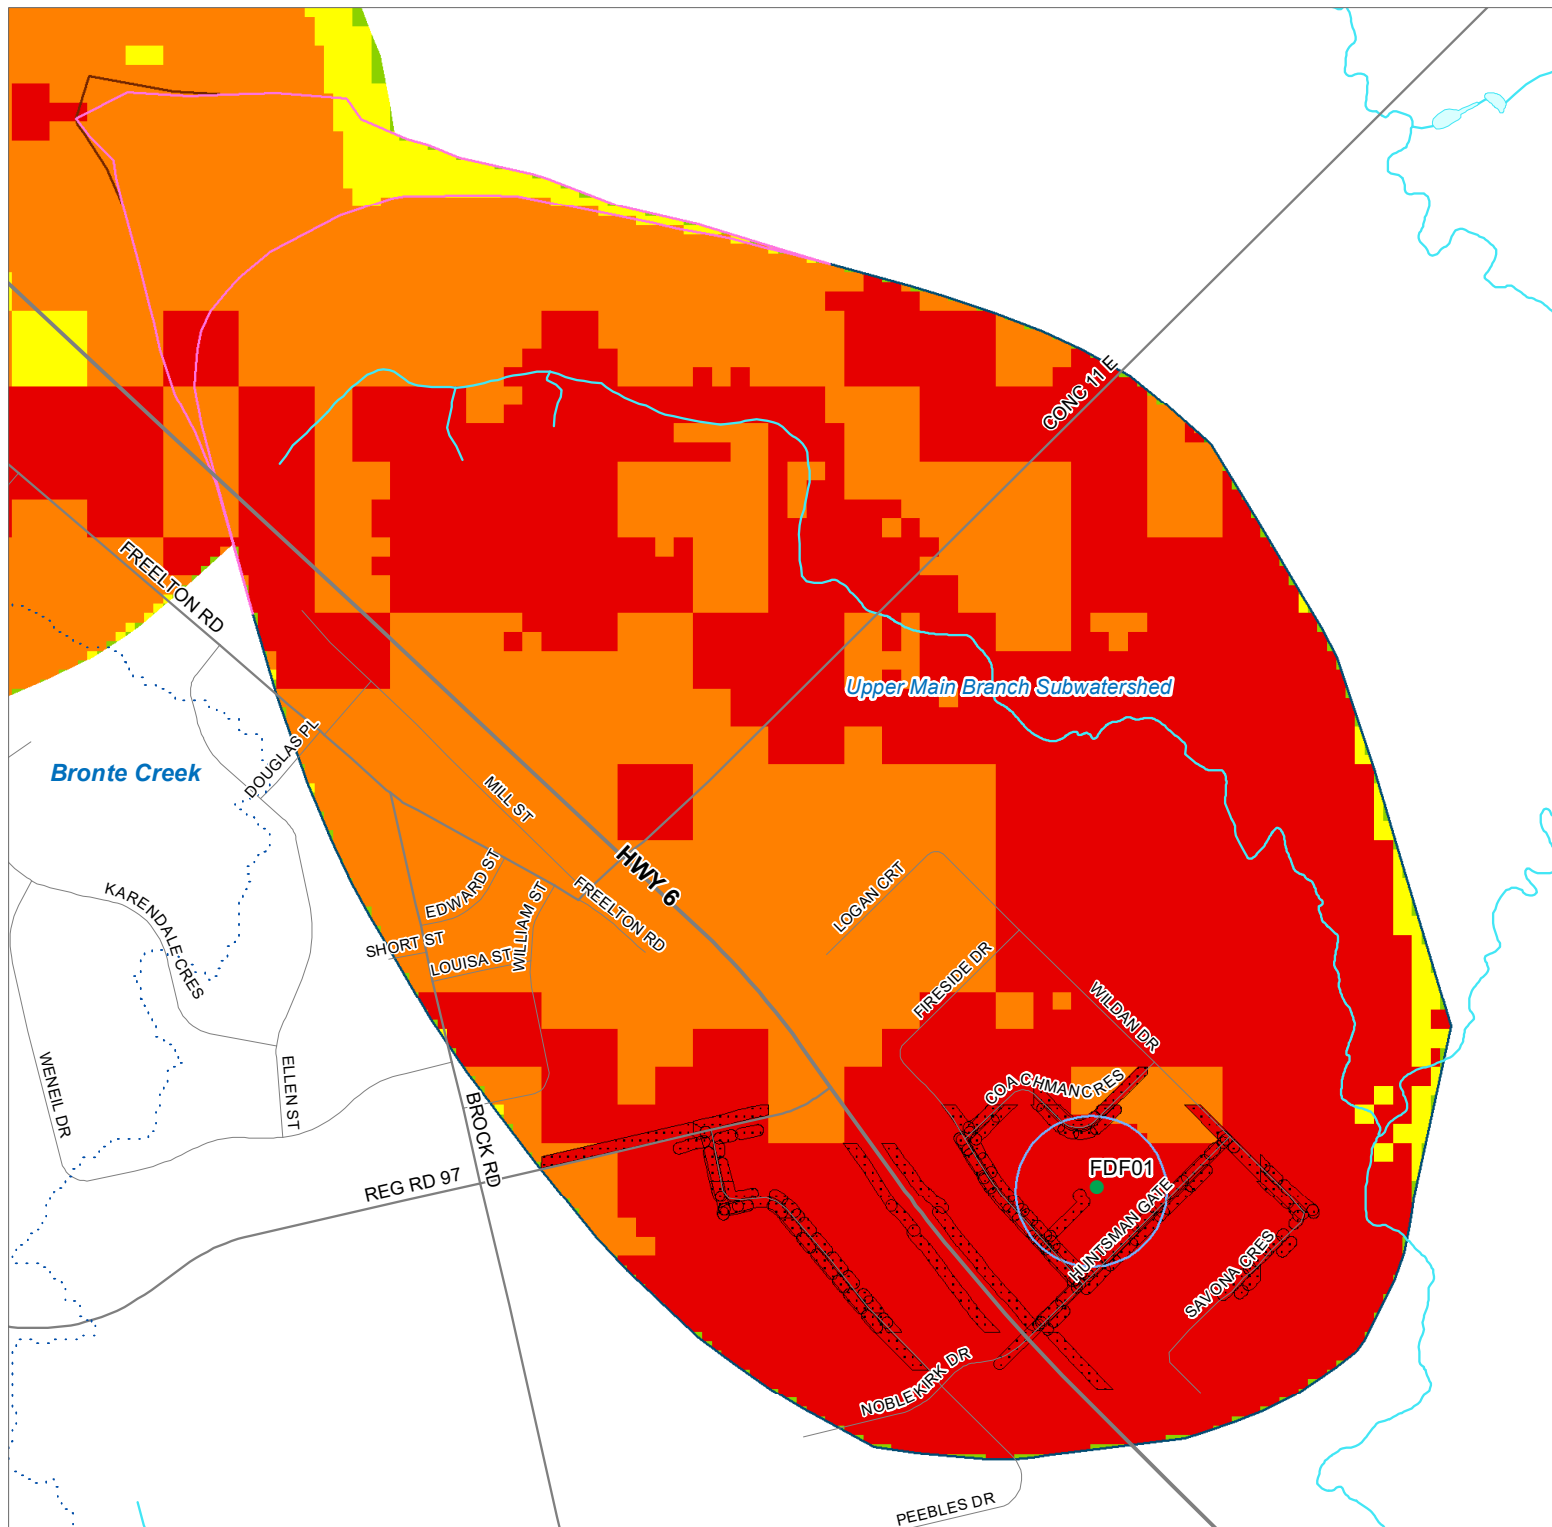 CONC 11 E
FREELTON RD
Upper Main Branch Subwatershed
DOUGLAS PL
Bronte Creek
MILL ST
HWY 6
EDWARD ST
KARENDALE CRES
LOGAN CRT
WILLIAM ST
FREELTON RD
SHORT ST
LOUISA ST
FIRESIDE DR
WILDAN DR
WENEIL DR
ELLEN ST
COACHMAN CRES
BROCK RD
FDF01
REG RD 97
HUNTSMAN GATE
SAVONA CRES
NOBLE KIRK DR
PEEBLES DR